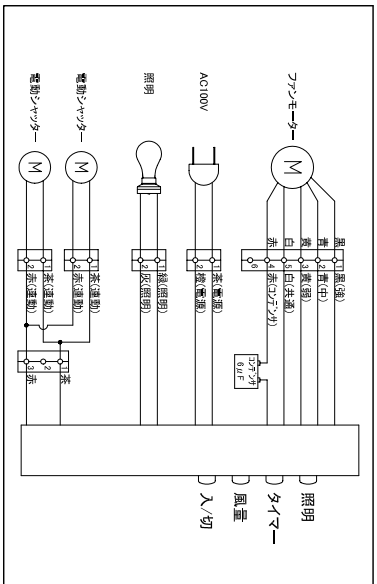 ファンモーター
M
黒 1 黒(強)
青 2 青(中)
黄 3 黄(弱)
白 5 白(共通)
赤 4 赤(コンデンサ)
6
コンデンサ
6μF
AC100V
1 茶(電源)
2 橙(電源)
照明
1 緑(照明)
2 灰(照明)
電動シャッター
M
1 茶(連動)
2 赤(連動)
電動シャッター
M
1 茶(連動)
2 赤(連動)
1 茶
2
3 赤
照明
タイマー
風量
入/切